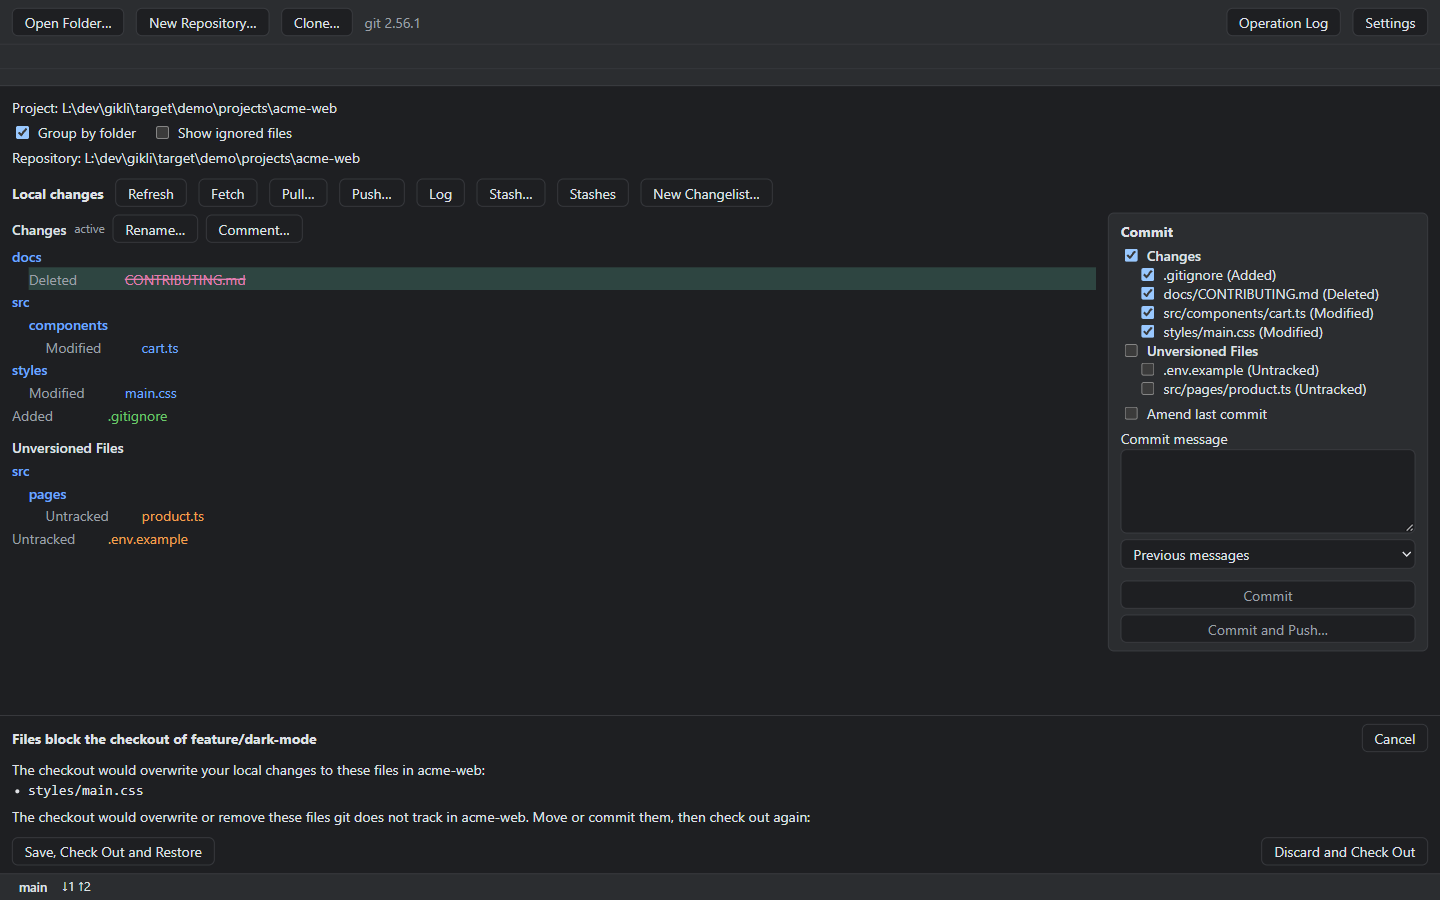 Open Folder... New Repository... Clone... git 2.56.1 Operation Log Settings
Project: L:\dev\gikli\target\demo\projects\acme-web
Group by folder Show ignored files
Repository: L:\dev\gikli\target\demo\projects\acme-web
Local changes Refresh Fetch Pull... Push... Log Stash... Stashes New Changelist...
Changes active Rename... Comment...
docs
Deleted CONTRIBUTING.md
src
components
Modified cart.ts
styles
Modified main.css
Added .gitignore
Unversioned Files
src
pages
Untracked product.ts
Untracked .env.example
Commit
Changes
.gitignore (Added)
docs/CONTRIBUTING.md (Deleted)
src/components/cart.ts (Modified)
styles/main.css (Modified)
Unversioned Files
.env.example (Untracked)
src/pages/product.ts (Untracked)
Amend last commit
Commit message
Previous messages
Commit
Commit and Push...
Files block the checkout of feature/dark-mode Cancel
The checkout would overwrite your local changes to these files in acme-web:
• styles/main.css
The checkout would overwrite or remove these files git does not track in acme-web. Move or commit them, then check out again:
Save, Check Out and Restore Discard and Check Out
main ↓1 ↑2